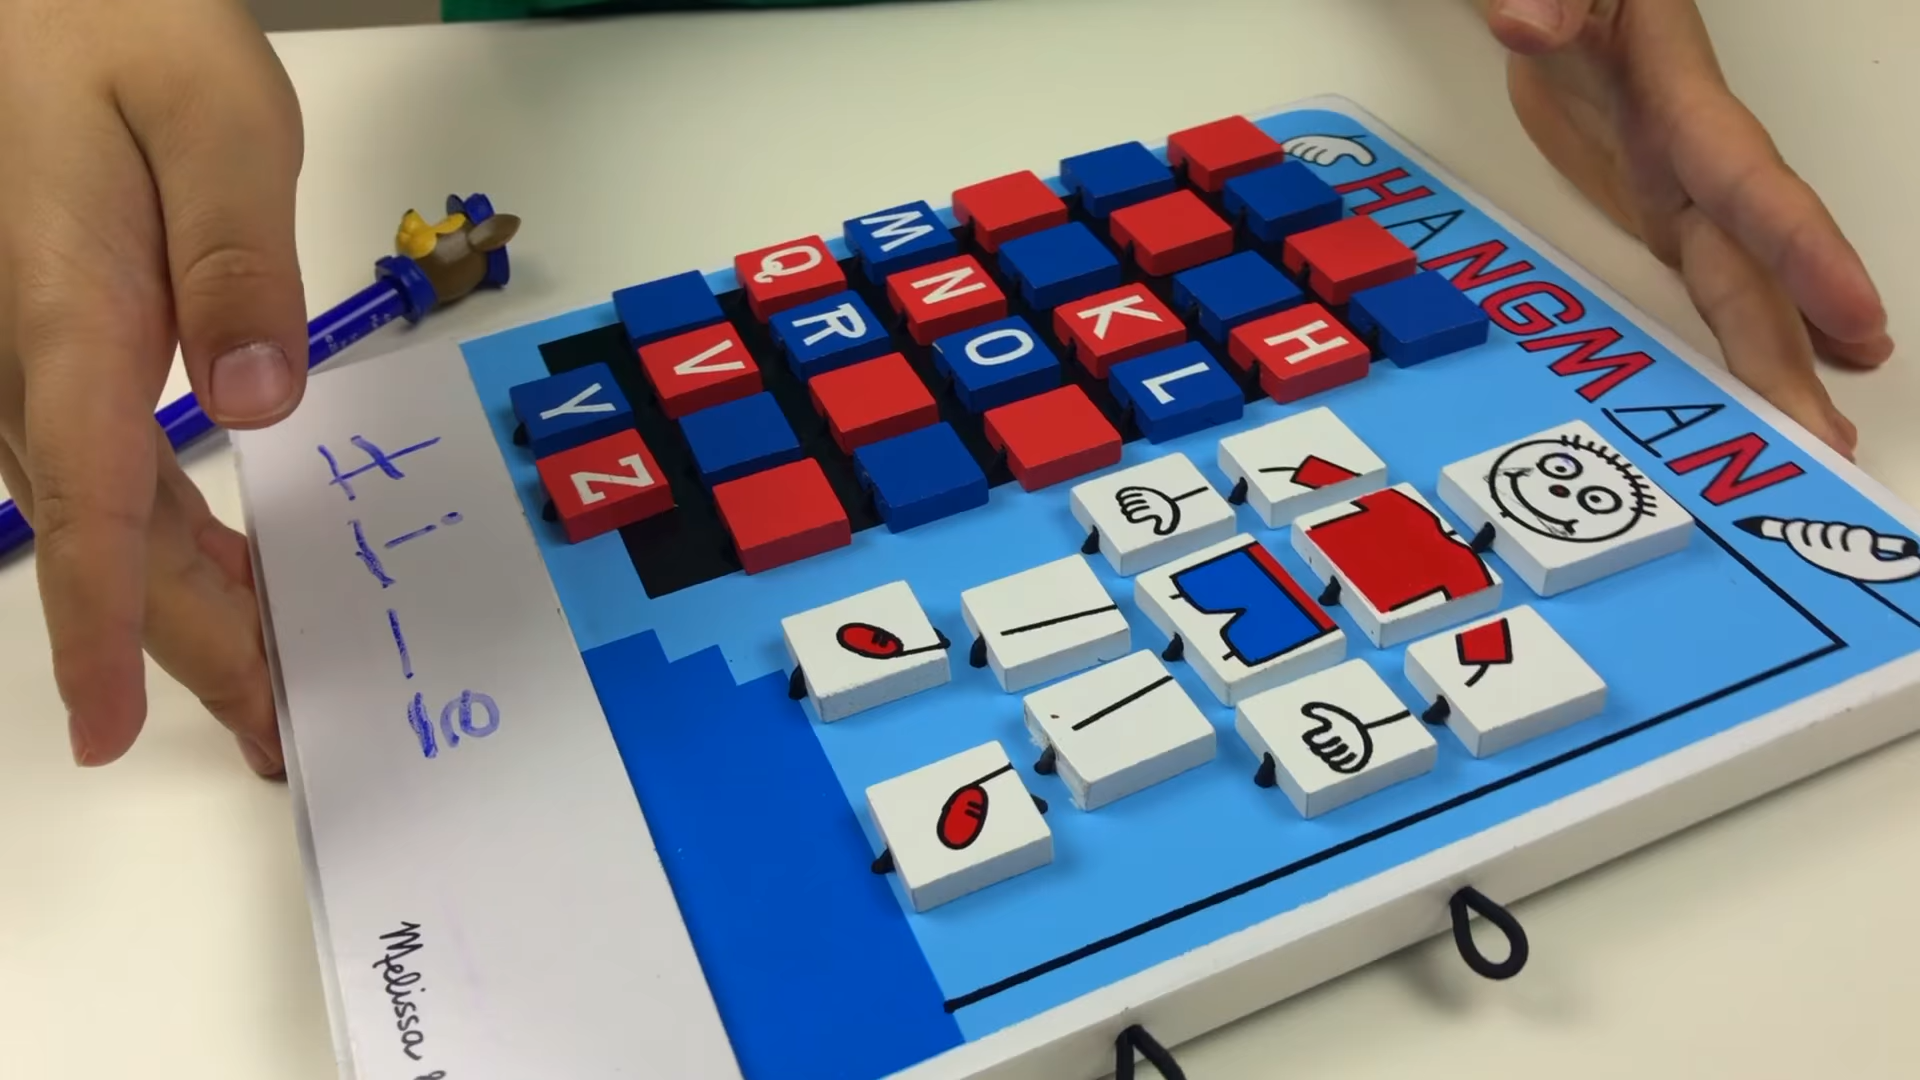 HANGMAN
H
K L
M N O
Q R
V
Y Z
t i _ e
Melissa